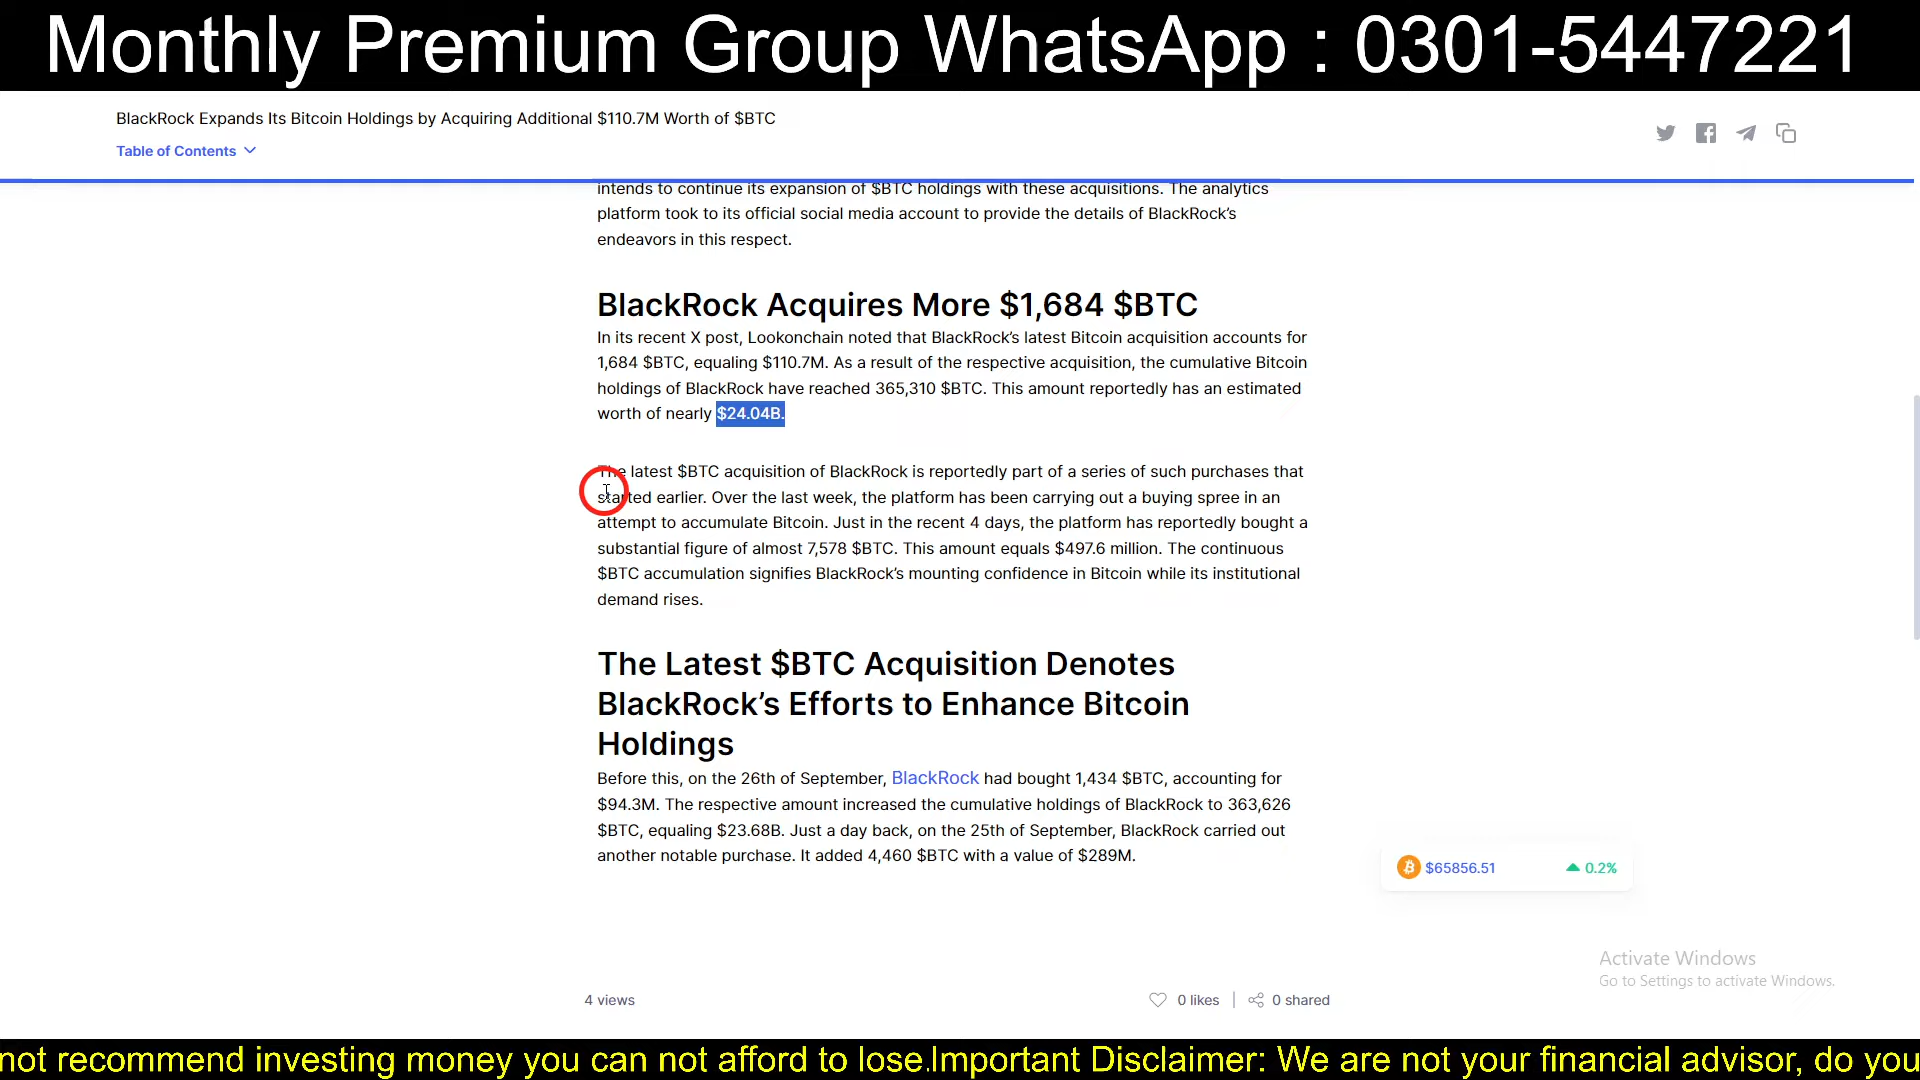 Monthly Premium Group WhatsApp : 0301-5447221
BlackRock Expands Its Bitcoin Holdings by Acquiring Additional $110.7M Worth of $BTC
Table of Contents
intends to continue its expansion of $BTC holdings with these acquisitions. The analytics
platform took to its official social media account to provide the details of BlackRock’s
endeavors in this respect.
BlackRock Acquires More $1,684 $BTC
In its recent X post, Lookonchain noted that BlackRock’s latest Bitcoin acquisition accounts for
1,684 $BTC, equaling $110.7M. As a result of the respective acquisition, the cumulative Bitcoin
holdings of BlackRock have reached 365,310 $BTC. This amount reportedly has an estimated
worth of nearly $24.04B.
The latest $BTC acquisition of BlackRock is reportedly part of a series of such purchases that
started earlier. Over the last week, the platform has been carrying out a buying spree in an
attempt to accumulate Bitcoin. Just in the recent 4 days, the platform has reportedly bought a
substantial figure of almost 7,578 $BTC. This amount equals $497.6 million. The continuous
$BTC accumulation signifies BlackRock’s mounting confidence in Bitcoin while its institutional
demand rises.
The Latest $BTC Acquisition Denotes
BlackRock’s Efforts to Enhance Bitcoin
Holdings
Before this, on the 26th of September, BlackRock had bought 1,434 $BTC, accounting for
$94.3M. The respective amount increased the cumulative holdings of BlackRock to 363,626
$BTC, equaling $23.68B. Just a day back, on the 25th of September, BlackRock carried out
another notable purchase. It added 4,460 $BTC with a value of $289M.
$65856.51 0.2%
Activate Windows
Go to Settings to activate Windows.
4 views 0 likes 0 shared
not recommend investing money you can not afford to lose.Important Disclaimer: We are not your financial advisor, do you